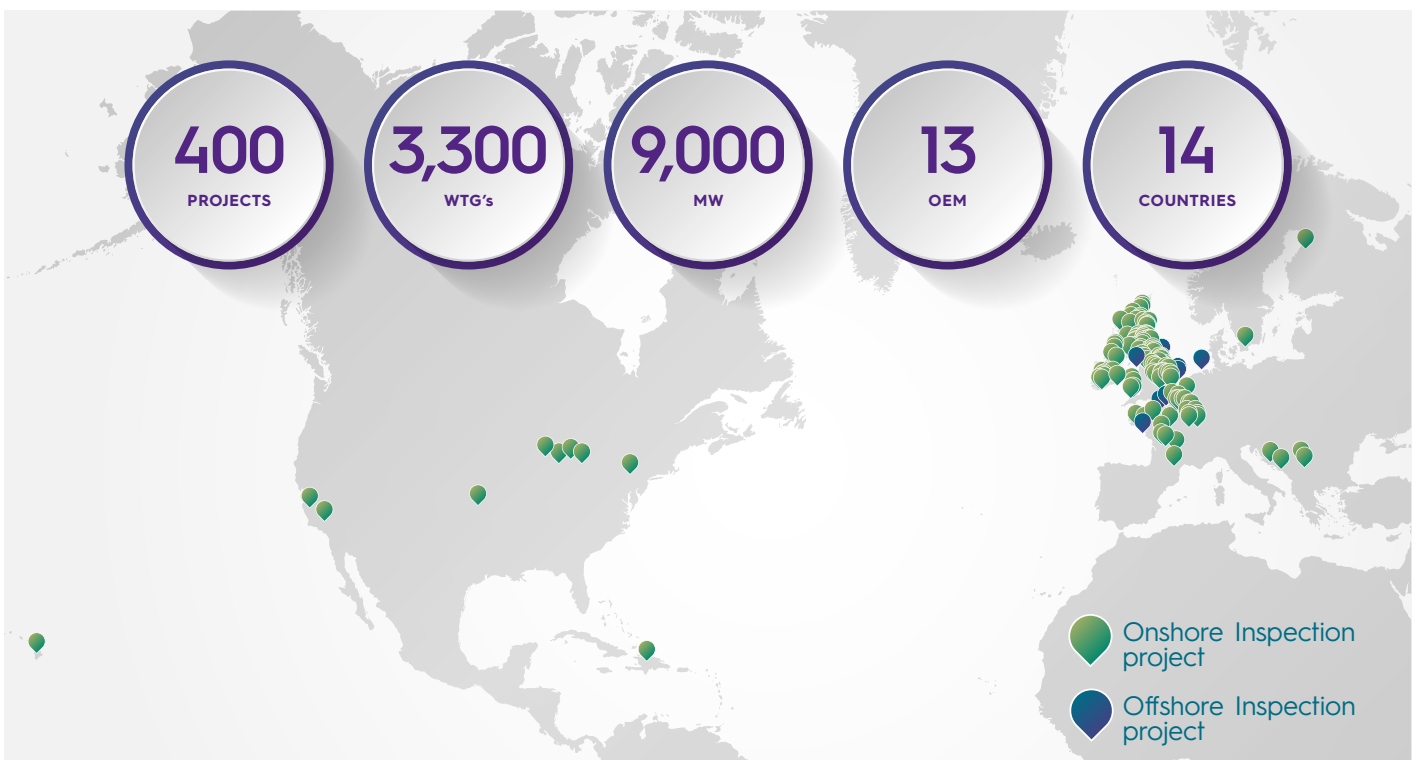 400
PROJECTS
3,300
WTG's
9,000
MW
13
OEM
14
COUNTRIES
Onshore Inspection
project
Offshore Inspection
project